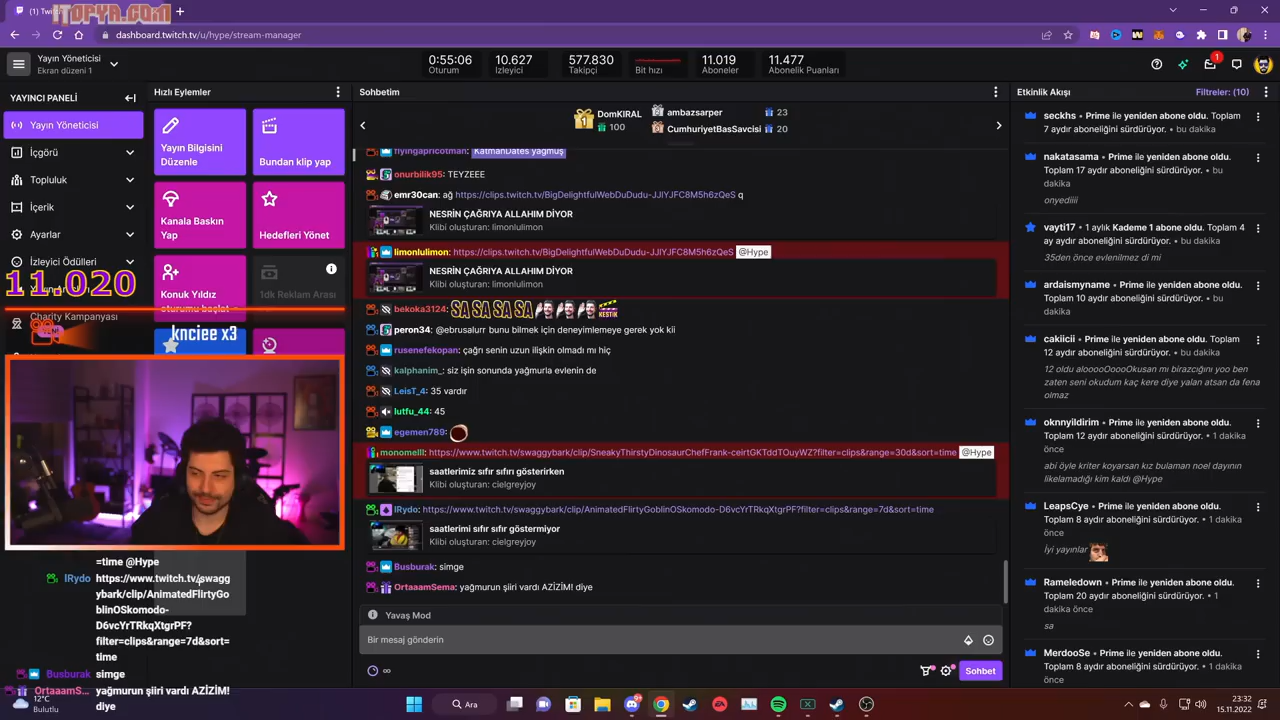 (1) Twitch
ITOPYA.COM
dashboard.twitch.tv/u/hype/stream-manager
Yayın Yöneticisi
Ekran düzeni 1
0:55:06
Oturum
10.627
İzleyici
577.830
Takipçi
Bit hızı
11.019
Aboneler
11.477
Abonelik Puanları
1
YAYINCI PANELİ
Yayın Yöneticisi
İçgörü
Topluluk
İçerik
Ayarlar
İzleyici Ödülleri
11.020
Charity Kampanyası
knciee x3
Hızlı Eylemler
Yayın Bilgisini
Düzenle
Bundan klip yap
Kanala Baskın
Yap
Hedefleri Yönet
Konuk Yıldız
oturumu başlat
1dk Reklam Arası
=time @Hype
IRydo
https://www.twitch.tv/swagg
ybark/clip/AnimatedFlirtyGo
blinOSkomodo-
D6vcYrTRkqXtgrPF?
filter=clips&range=7d&sort=
time
Busburak
simge
OrtaaamS...
yağmurun şiiri vardı AZİZİM!
diye
Sohbetim
1
DomKIRAL
100
2
ambazsarper
23
3
CumhuriyetBasSavcisi
20
flyingapricotman: KatmanDates yağmuş
onurbilik95: TEYZEEE
emr30can: ağ https://clips.twitch.tv/BigDelightfulWebDuDudu-JJlYJFC8M5h6zQeS q
NESRİN ÇAĞRIYA ALLAHIM DİYOR
Klibi oluşturan: limonlulimon
limonlulimon: https://clips.twitch.tv/BigDelightfulWebDuDudu-JJlYJFC8M5h6zQeS @Hype
NESRİN ÇAĞRIYA ALLAHIM DİYOR
Klibi oluşturan: limonlulimon
bekoka3124: SA SA SA SA KESTİK
peron34: @ebrusalurr bunu bilmek için deneyimlemeye gerek yok kii
rusenefekopan: çağrı senin uzun ilişkin olmadı mı hiç
kalphanim_: siz işin sonunda yağmurla evlenin de
LeisT_4: 35 vardır
lutfu_44: 45
egemen789:
monomelll: https://www.twitch.tv/swaggybark/clip/SneakyThirstyDinosaurChefFrank-ceirtGKTddTOuyWZ?filter=clips&range=30d&sort=time @Hype
saatlerimiz sıfır sıfırı gösterirken
Klibi oluşturan: cielgreyjoy
IRydo: https://www.twitch.tv/swaggybark/clip/AnimatedFlirtyGoblinOSkomodo-D6vcYrTRkqXtgrPF?filter=clips&range=7d&sort=time
saatlerimi sıfır sıfır göstermiyor
Klibi oluşturan: cielgreyjoy
Busburak: simge
OrtaaamSema: yağmurun şiiri vardı AZİZİM! diye
Yavaş Mod
Bir mesaj gönderin
Sohbet
Etkinlik Akışı
Filtreler: (10)
seckhs • Prime ile yeniden abone oldu. Toplam
7 ay aboneliğini sürdürüyor. • bu dakika
nakatasama • Prime ile yeniden abone oldu.
Toplam 17 aydır aboneliğini sürdürüyor. • bu
dakika
onyediii
vayti17 • 1 aylık Kademe 1 abone oldu. Toplam 4
ay aydır aboneliğini sürdürüyor. • bu dakika
35den önce evlenilmez di mi
ardaismyname • Prime ile yeniden abone oldu.
Toplam 10 aydır aboneliğini sürdürüyor. • bu
dakika
cakiicii • Prime ile yeniden abone oldu. Toplam
12 aydır aboneliğini sürdürüyor. • bu dakika
12 oldu alooooOoooOkusan mı birazcığını yoo ben
zaten seni okudum kaç kere diye yalan atsan da fena
olmaz
oknnyildirim • Prime ile yeniden abone oldu.
Toplam 12 aydır aboneliğini sürdürüyor. • 1
dakika önce
abi öyle kriter koyarsan kız bulaman noel dayının
likelamadığı kim kaldı @Hype
LeapsCye • Prime ile yeniden abone oldu.
Toplam 8 aydır aboneliğini sürdürüyor. • 1 dakika
önce
İyi yayınlar
Rameledown • Prime ile yeniden abone oldu.
Toplam 20 aydır aboneliğini sürdürüyor. • 1
dakika önce
sa
MerdooSe • Prime ile yeniden abone oldu.
Toplam 8 aydır aboneliğini sürdürüyor. • 1 dakika
önce
12°C
Bulutlu
Ara
23:32
15.11.2022